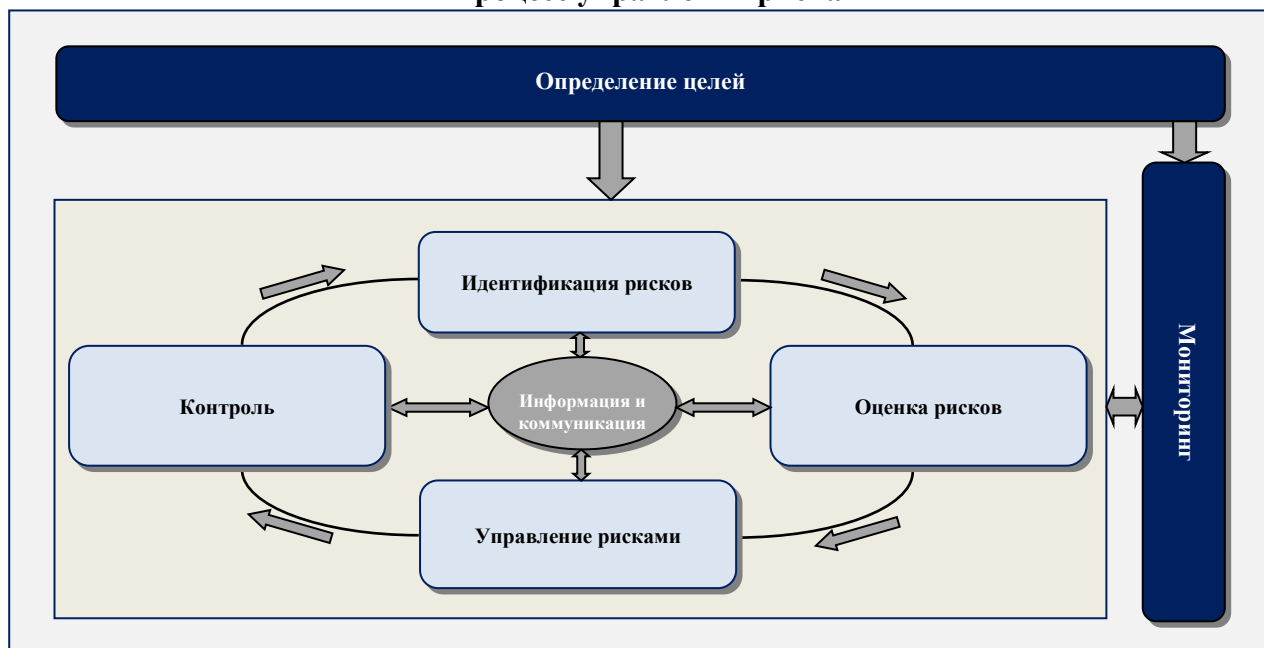 Определение целей
Идентификация рисков
Контроль
Информация и
коммуникация
Оценка рисков
Мониторинг
Управление рисками